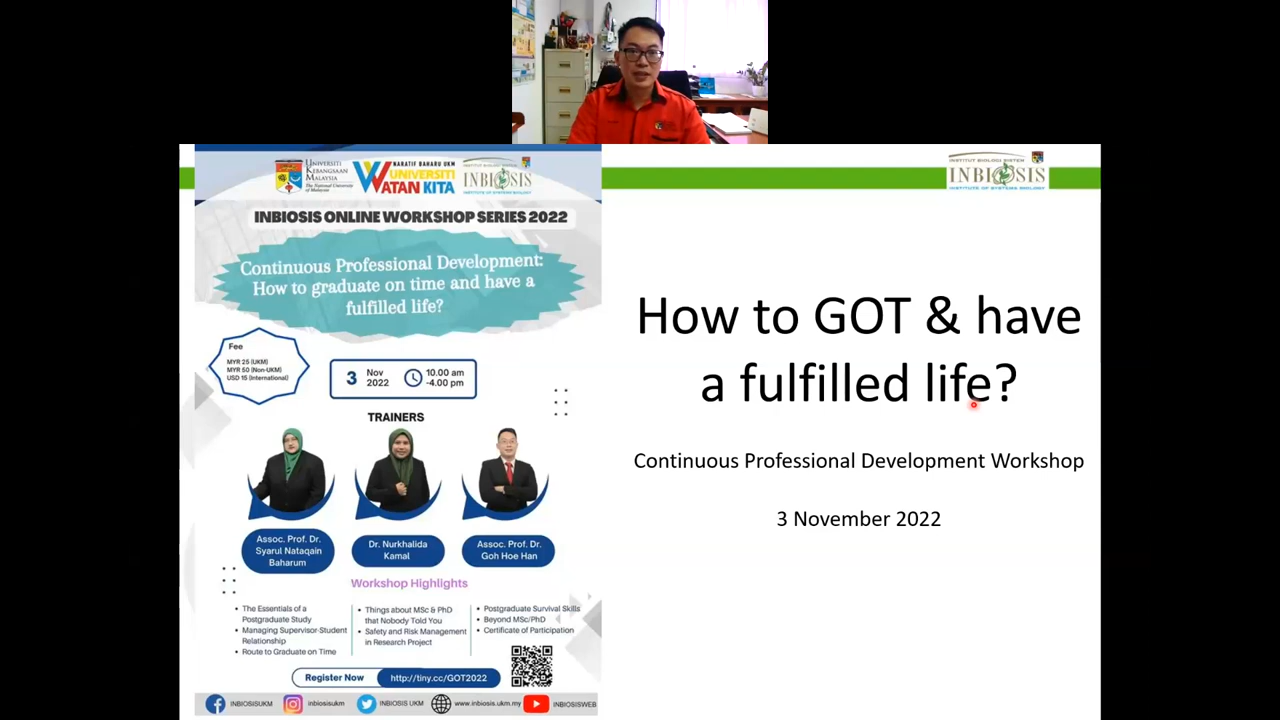 UNIVERSITI
KEBANGSAAN
MALAYSIA
The National University
of Malaysia
NARATIF BAHARU UKM
UNIVERSITI
WATAN KITA
INSTITUT BIOLOGI SISTEM
INBIOSIS
INSTITUTE OF SYSTEMS BIOLOGY
INBIOSIS ONLINE WORKSHOP SERIES 2022
Continuous Professional Development:
How to graduate on time and have a
fulfilled life?
Fee
MYR 25 (UKM)
MYR 50 (Non-UKM)
USD 15 (International)
3 Nov 2022
10.00 am
-4.00 pm
TRAINERS
Assoc. Prof. Dr.
Syarul Nataqain
Baharum
Dr. Nurkhalida
Kamal
Assoc. Prof. Dr.
Goh Hoe Han
Workshop Highlights
• The Essentials of a
Postgraduate Study
• Managing Supervisor-Student
Relationship
• Route to Graduate on Time
• Things about MSc & PhD
that Nobody Told You
• Safety and Risk Management
in Research Project
• Postgraduate Survival Skills
• Beyond MSc/PhD
• Certificate of Participation
Register Now
http://tiny.cc/GOT2022
INBIOSISUKM
inbiosisukm
INBIOSIS UKM
www.inbiosis.ukm.my
INBIOSISWEB
INSTITUT BIOLOGI SISTEM
INBIOSIS
INSTITUTE OF SYSTEMS BIOLOGY
How to GOT & have
a fulfilled life?
Continuous Professional Development Workshop
3 November 2022